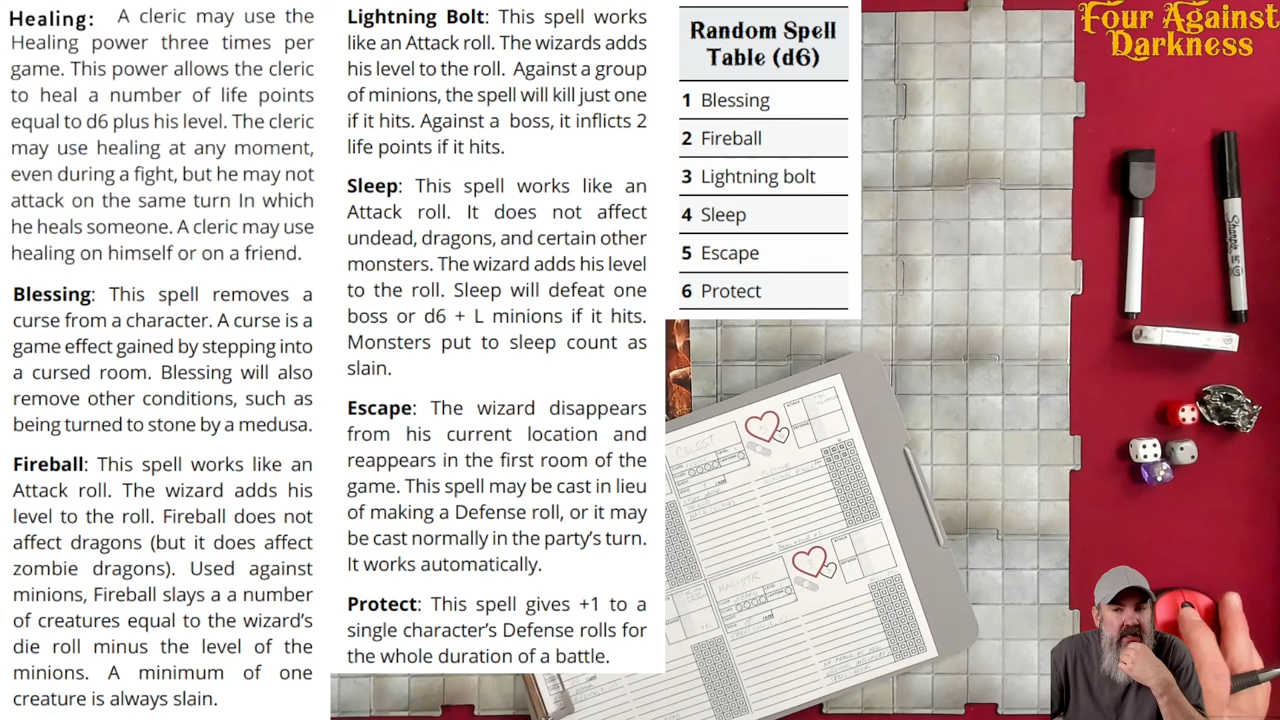 Healing: A cleric may use the
Healing power three times per
game. This power allows the cleric
to heal a number of life points
equal to d6 plus his level. The cleric
may use healing at any moment,
even during a fight, but he may not
attack on the same turn In which
he heals someone. A cleric may use
healing on himself or on a friend.
Blessing: This spell removes a
curse from a character. A curse is a
game effect gained by stepping into
a cursed room. Blessing will also
remove other conditions, such as
being turned to stone by a medusa.
Fireball: This spell works like an
Attack roll. The wizard adds his
level to the roll. Fireball does not
affect dragons (but it does affect
zombie dragons). Used against
minions, Fireball slays a a number
of creatures equal to the wizard's
die roll minus the level of the
minions. A minimum of one
creature is always slain.
Lightning Bolt: This spell works
like an Attack roll. The wizards adds
his level to the roll. Against a group
of minions, the spell will kill just one
if it hits. Against a boss, it inflicts 2
life points if it hits.
Sleep: This spell works like an
Attack roll. It does not affect
undead, dragons, and certain other
monsters. The wizard adds his level
to the roll. Sleep will defeat one
boss or d6 + L minions if it hits.
Monsters put to sleep count as
slain.
Escape: The wizard disappears
from his current location and
reappears in the first room of the
game. This spell may be cast in lieu
of making a Defense roll, or it may
be cast normally in the party's turn.
It works automatically.
Protect: This spell gives +1 to a
single character's Defense rolls for
the whole duration of a battle.
Random Spell
Table (d6)
1 Blessing
2 Fireball
3 Lightning bolt
4 Sleep
5 Escape
6 Protect
Four Against
Darkness
Sharpie